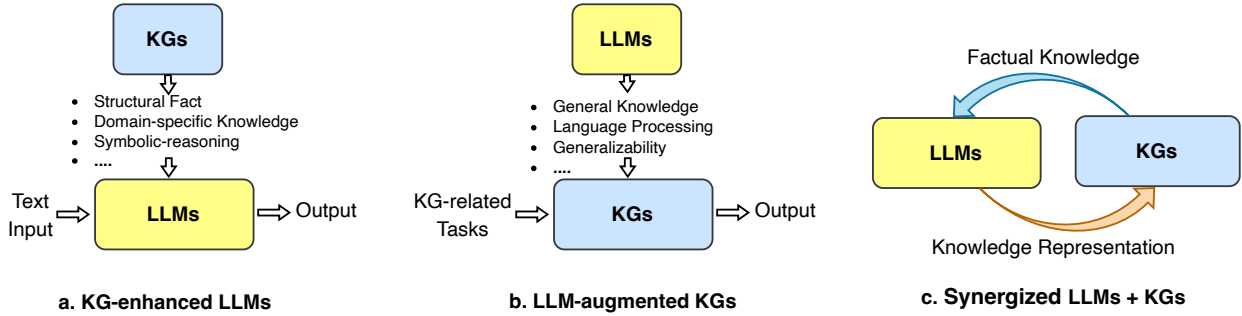 KGs
• Structural Fact
• Domain-specific Knowledge
• Symbolic-reasoning
• ....
Text
Input
LLMs
Output
a. KG-enhanced LLMs
LLMs
• General Knowledge
• Language Processing
• Generalizability
• ....
KG-related
Tasks
KGs
Output
b. LLM-augmented KGs
Factual Knowledge
LLMs
KGs
Knowledge Representation
c. Synergized LLMs + KGs